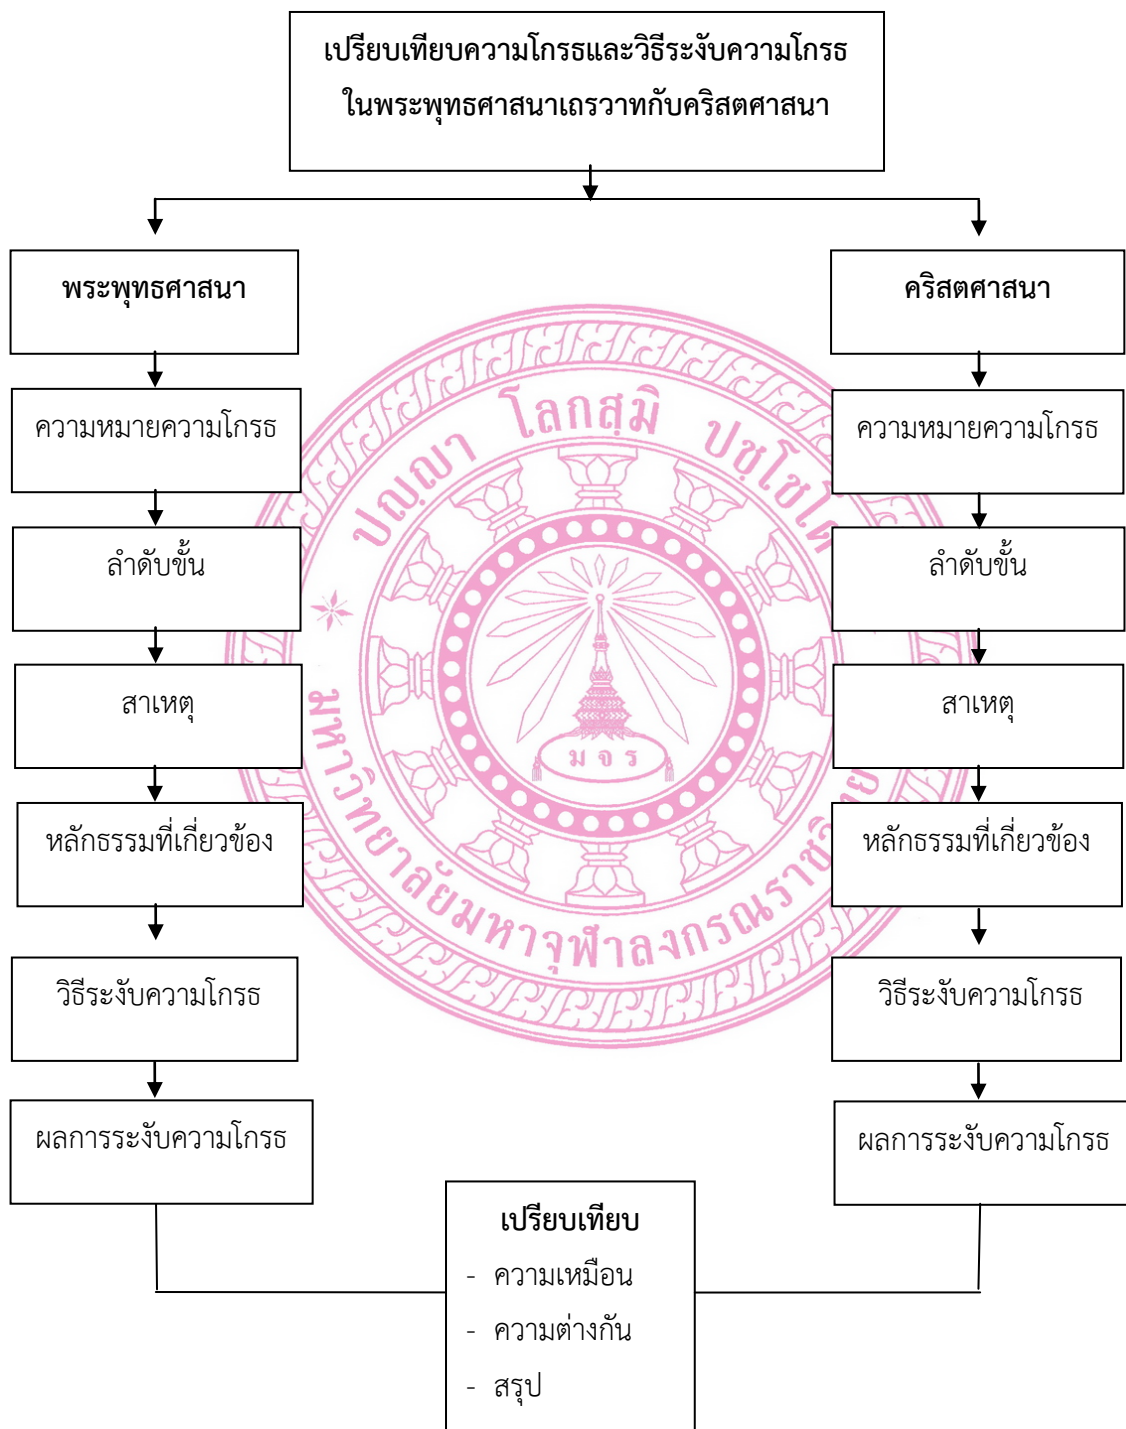 เปรียบเทียบความโกรธและวิธีระงับความโกรธ
ในพระพุทธศาสนาเถรวาทกับคริสตศาสนา
พระพุทธศาสนา
คริสตศาสนา
ความหมายความโกรธ
ความหมายความโกรธ
ลำดับขั้น
ลำดับขั้น
สาเหตุ
สาเหตุ
หลักธรรมที่เกี่ยวข้อง
หลักธรรมที่เกี่ยวข้อง
วิธีระงับความโกรธ
วิธีระงับความโกรธ
ผลการระงับความโกรธ
ผลการระงับความโกรธ
เปรียบเทียบ
- ความเหมือน
- ความต่างกัน
- สรุป
ปญฺญา โลกสฺมิ ปชฺโชโต
ม จ ร
มหาวิทยาลัยมหาจุฬาลงกรณราชวิทยาลัย